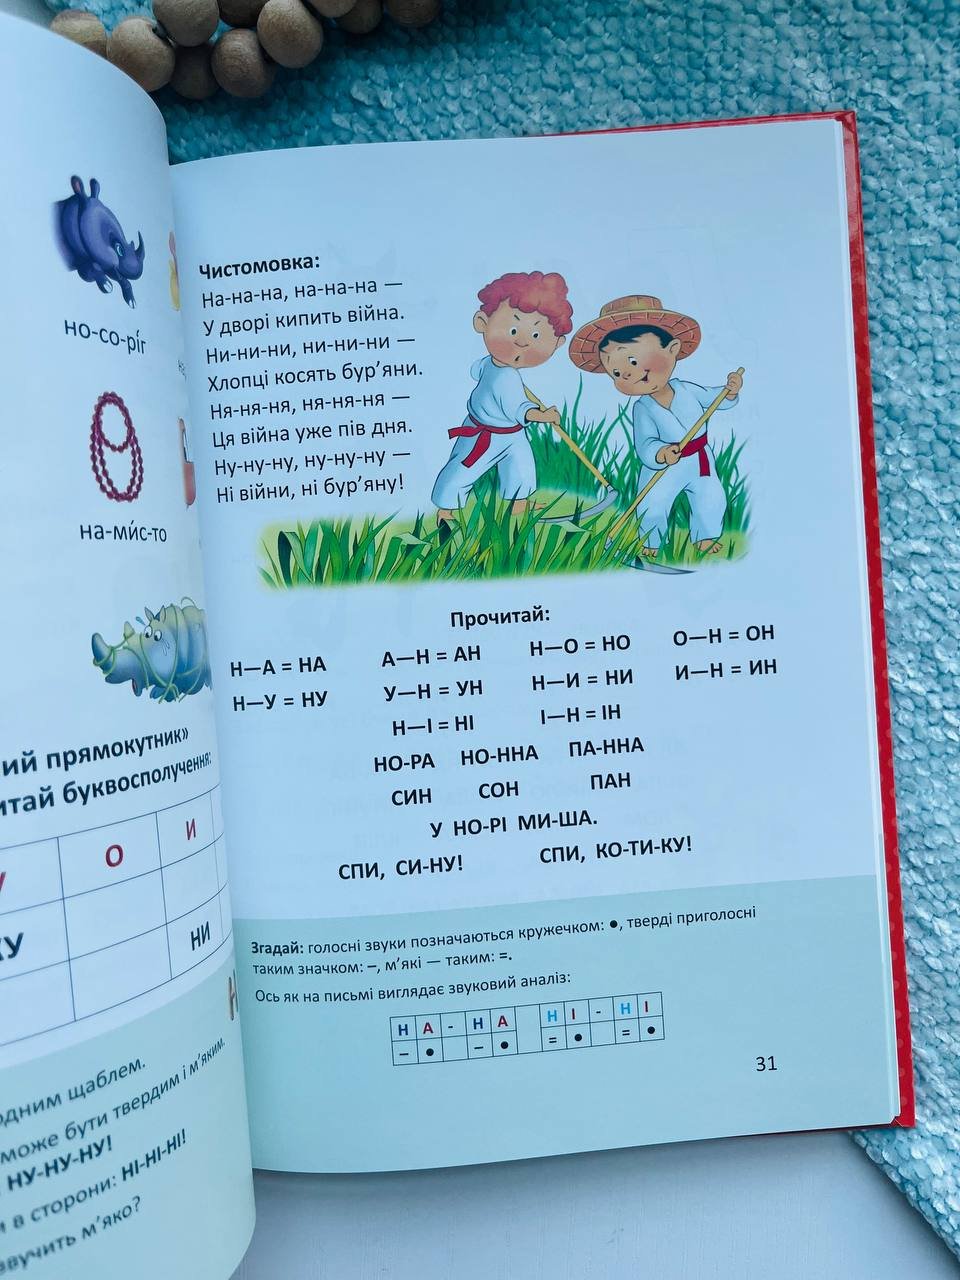 но-со-рі́г
на-ми́с-то
ий прямокутник»
итай буквосполучення:
О И
НИ
одним щаблем.
може бути твердим і м'яким.
НУ-НУ-НУ!
и в сторони: НІ-НІ-НІ!
звучить м'яко?
Чистомовка:
На-на-на, на-на-на —
У дворі кипить війна.
Ни-ни-ни, ни-ни-ни —
Хлопці косять бур'яни.
Ня-ня-ня, ня-ня-ня —
Ця війна уже пів дня.
Ну-ну-ну, ну-ну-ну —
Ні війни, ні бур'яну!
Прочитай:
Н—А = НА А—Н = АН Н—О = НО О—Н = ОН
Н—У = НУ У—Н = УН Н—И = НИ И—Н = ИН
Н—І = НІ І—Н = ІН
НО-РА НО-ННА ПА-ННА
СИН СОН ПАН
У НО-РІ МИ-ША.
СПИ, СИ-НУ! СПИ, КО-ТИ-КУ!
Згадай: голосні звуки позначаються кружечком: ●, тверді приголосні
таким значком: –, м'які — таким: =.
Ось як на письмі виглядає звуковий аналіз:
Н А - Н А Н І - Н І
– ● – ● = ● = ●
31